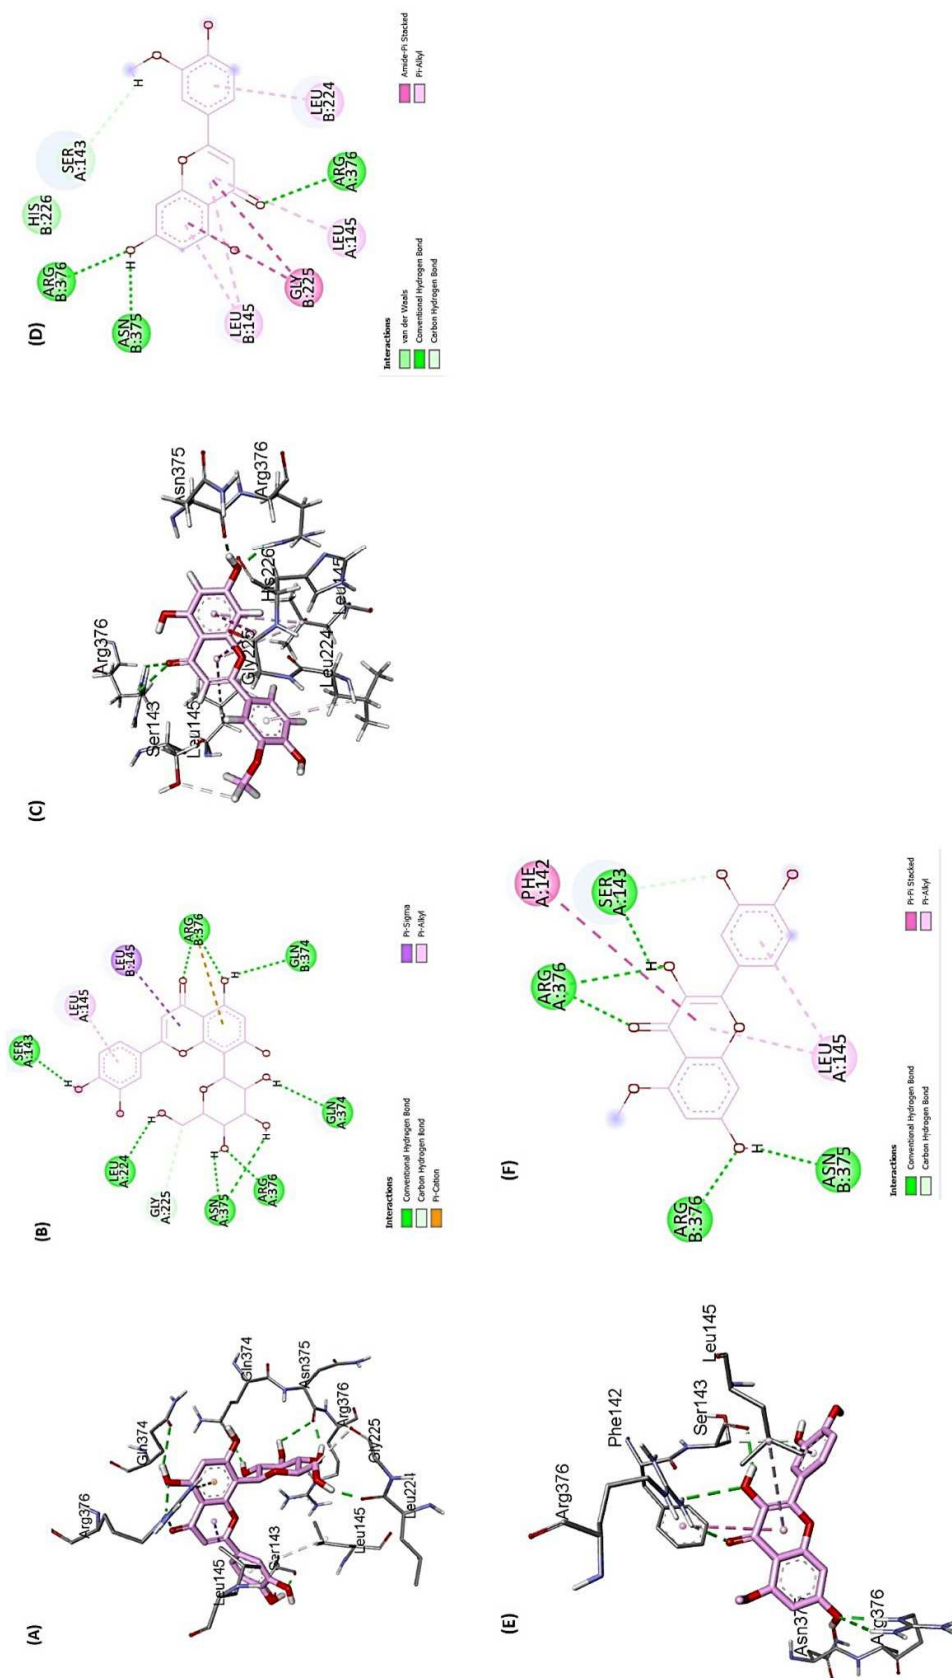 (A)
Arg376
Gln374
Gln374
Asn375
Arg376
Gly225
Leu224
Leu145
Ser143
Leu145
(B)
SER
A:143
LEU
A:145
LEU
B:145
ARG
B:376
GLN
B:374
LEU
A:224
GLY
A:225
ASN
A:375
ARG
A:376
GLN
A:374
H
H
H
H
H
H
Interactions
Conventional Hydrogen Bond
Carbon Hydrogen Bond
Pi-Cation
Pi-Sigma
Pi-Alkyl
(C)
Arg376
Ser143
Leu145
Asn375
Arg376
His226
Leu145
Gly225
Leu224
(D)
ARG
B:376
HIS
B:226
SER
A:143
ASN
B:375
LEU
B:145
GLY
B:225
LEU
A:145
ARG
A:376
LEU
B:224
H
H
Interactions
van der Waals
Conventional Hydrogen Bond
Carbon Hydrogen Bond
Amide-Pi Stacked
Pi-Alkyl
(E)
Arg376
Phe142
Ser143
Leu145
Arg376
(F)
ARG
A:376
PHE
A:142
SER
A:143
ARG
B:376
ASN
B:375
LEU
A:145
H
H
Interactions
Conventional Hydrogen Bond
Carbon Hydrogen Bond
Pi-Pi Stacked
Pi-Alkyl